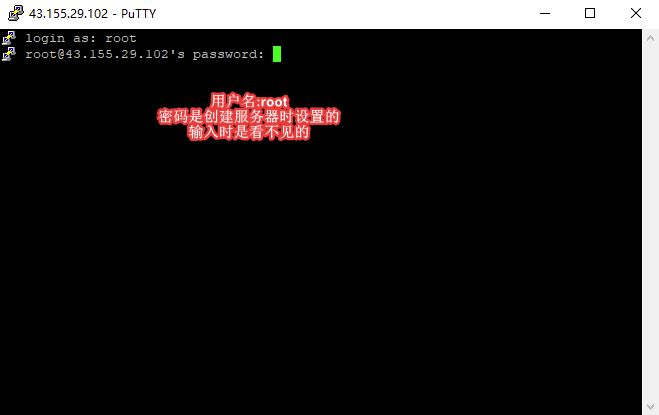 43.155.29.102 - PuTTY
login as: root
root@43.155.29.102's password:
用户名:root
密码是创建服务器时设置的
输入时是看不见的